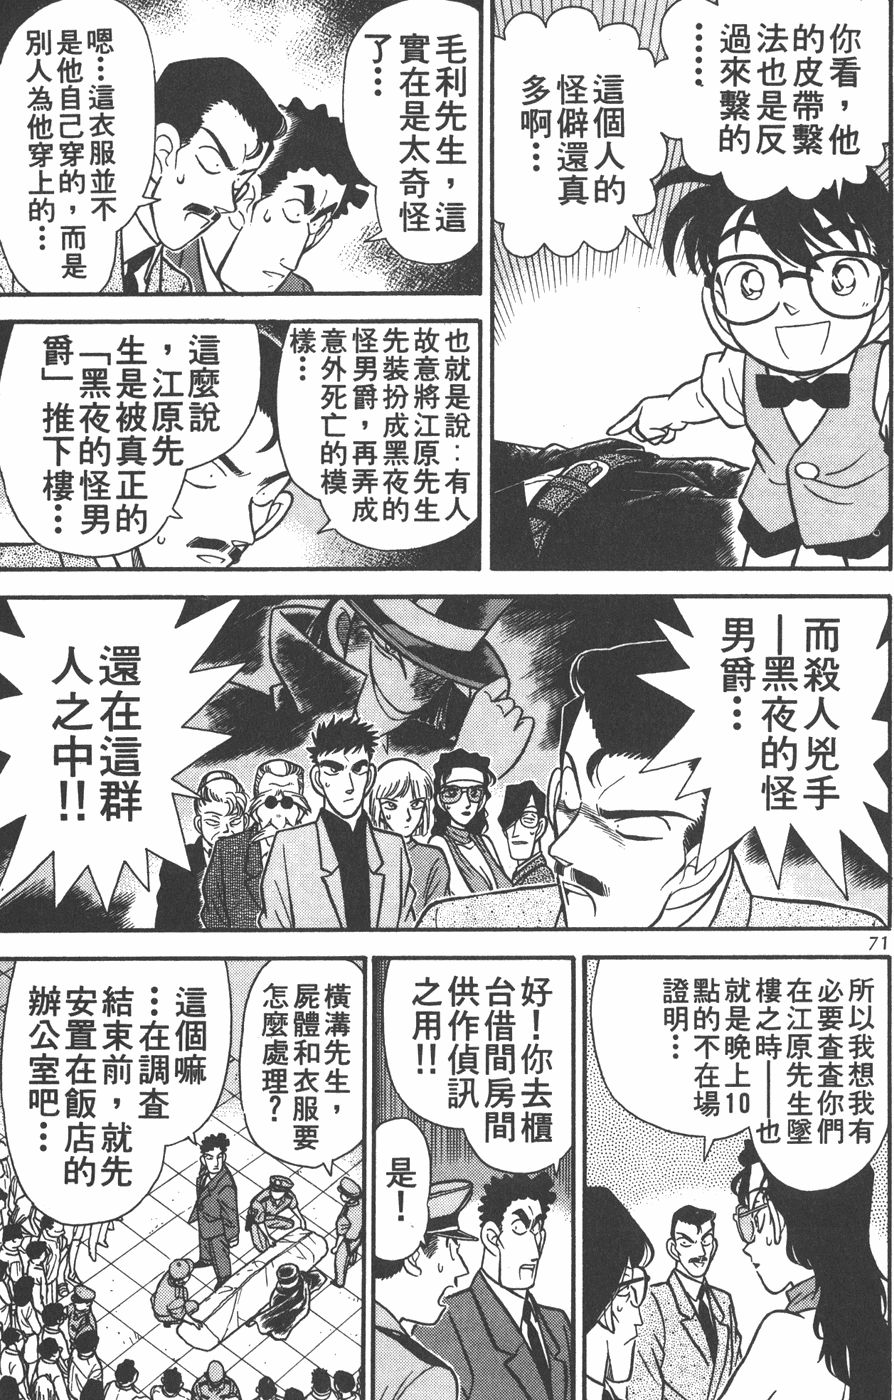 你看，他
的皮帶繫
法也是反
過來繫的
……
這個人的
怪僻還真
多啊…
毛利先生，這
實在是太奇怪
了…
嗯…這衣服並不
是他自己穿的，而是
別人為他穿上的…
也就是說…有人
故意將江原先生
先裝扮成黑夜的
怪男爵，再弄成
意外死亡的模
樣…
這麼說
，江原先
生是被真正的
「黑夜的怪男
爵」推下樓…
而殺人兇手
—黑夜的怪
男爵…
還在這群
人之中!!
71
所以我想我有
必要查查你們
在江原先生墜
樓之時——也
就是晚上10
點的不在場
證明…
好！你去櫃
台借間房間
供作偵訊
之用!!
是！
橫溝先生，
屍體和衣服要
怎麼處理？
這個嘛
…在調查
結束前，就先
安置在飯店的
辦公室吧…